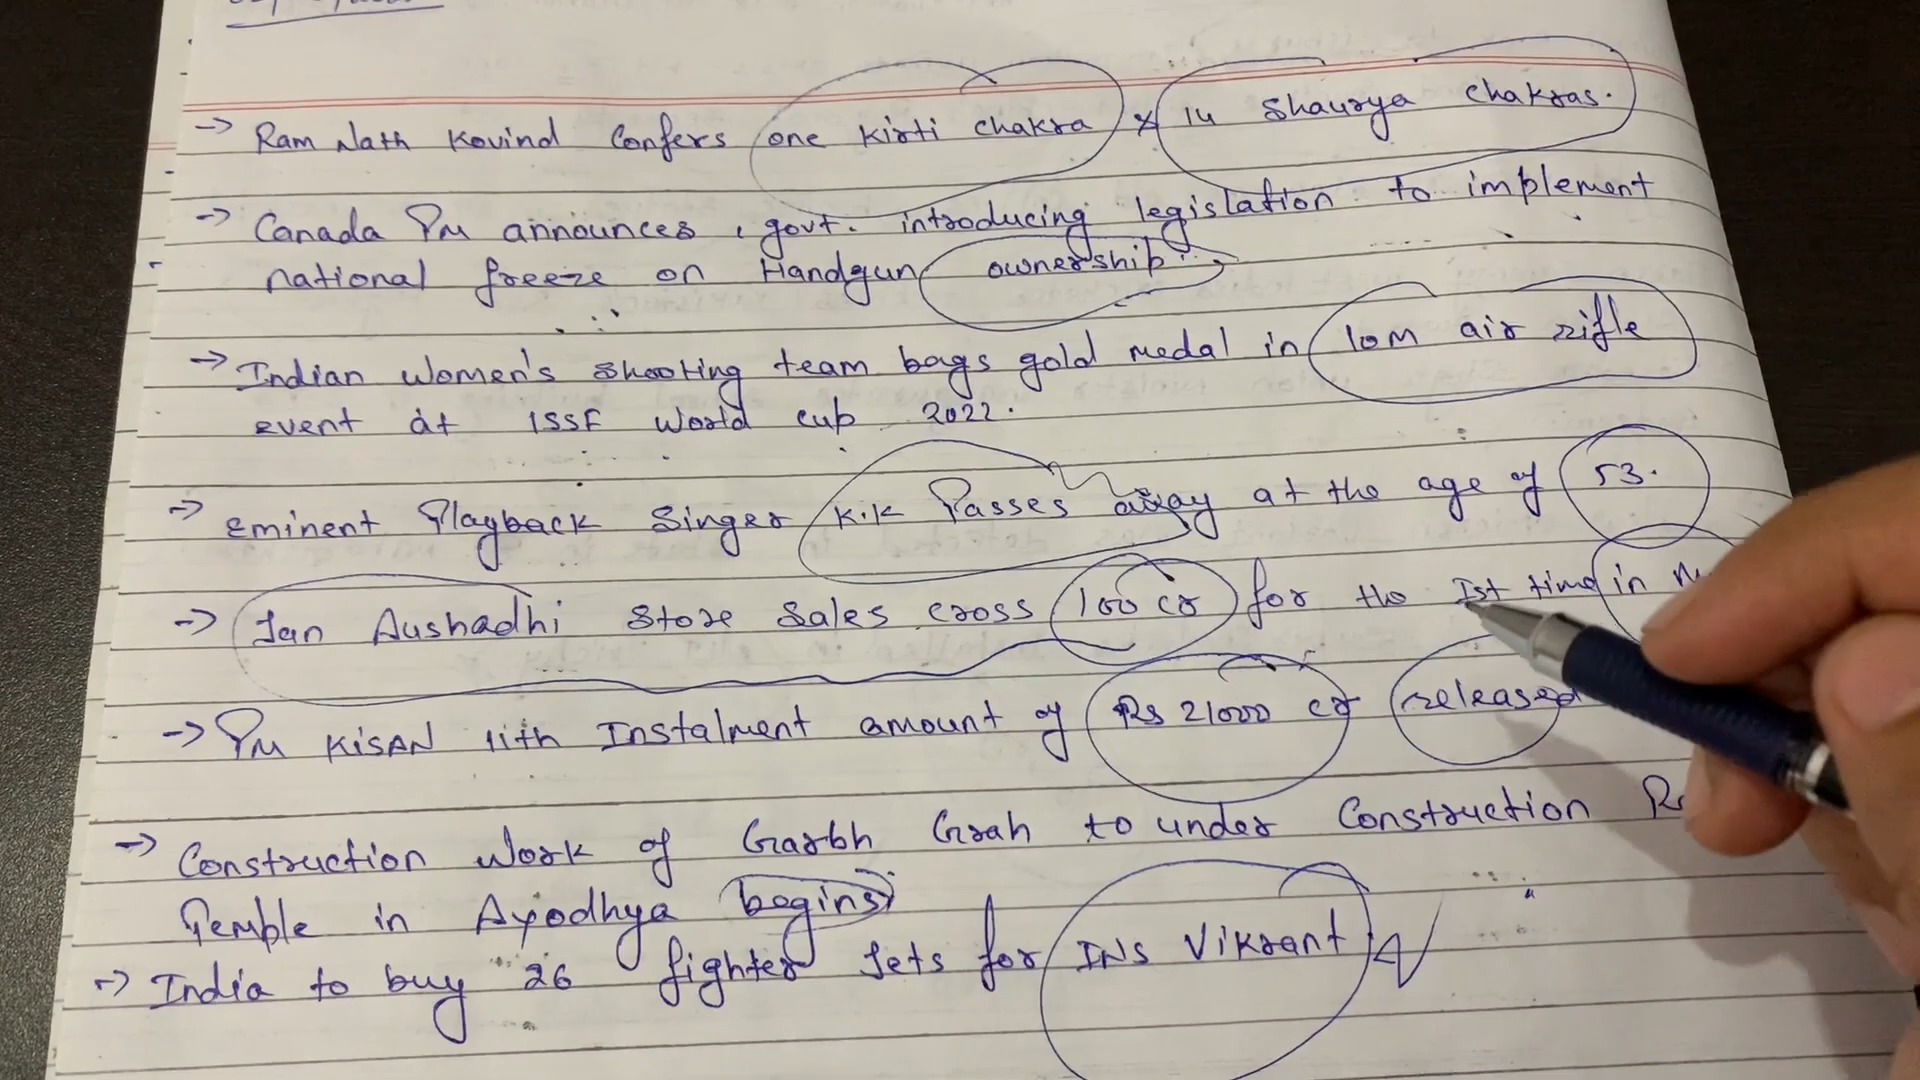 → Ram Nath Kovind Confers one Kirti Chakra & 14 Shaurya Chakras.
→ Canada PM announces, govt. introducing legislation to implement
national freeze on Handgun ownership.
→ Indian Women's Shooting team bags gold medal in 10M air rifle
event at ISSF World cup 2022.
→ eminent Playback Singer K.K Passes away at the age of 53.
→ Jan Aushadhi Store Sales cross 100 cr for the Ist time in
→ PM KISAN 11th Instalment amount of Rs 21000 cr released
→ Construction Work of Garbh Grah to under Construction
Temple in Ayodhya begins
→ India to buy 26 fighter Jets for INS Vikrant